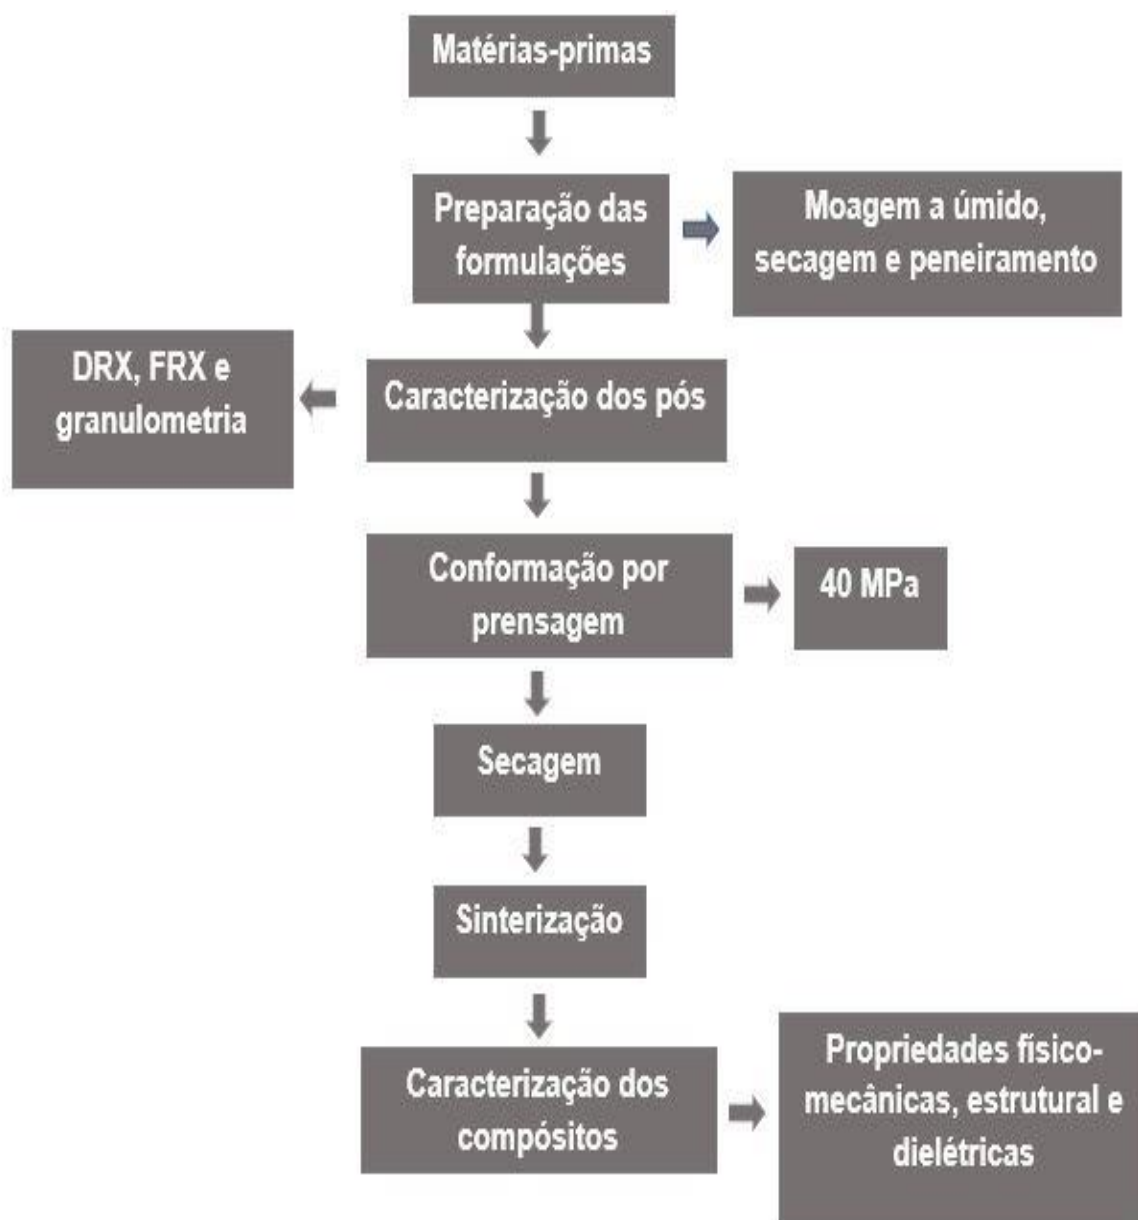 Matérias-primas
Preparação das
formulações
Moagem a úmido,
secagem e peneiramento
DRX, FRX e
granulometria
Caracterização dos pós
Conformação por
prensagem
40 MPa
Secagem
Sinterização
Caracterização dos
compósitos
Propriedades físico-
mecânicas, estrutural e
dielétricas